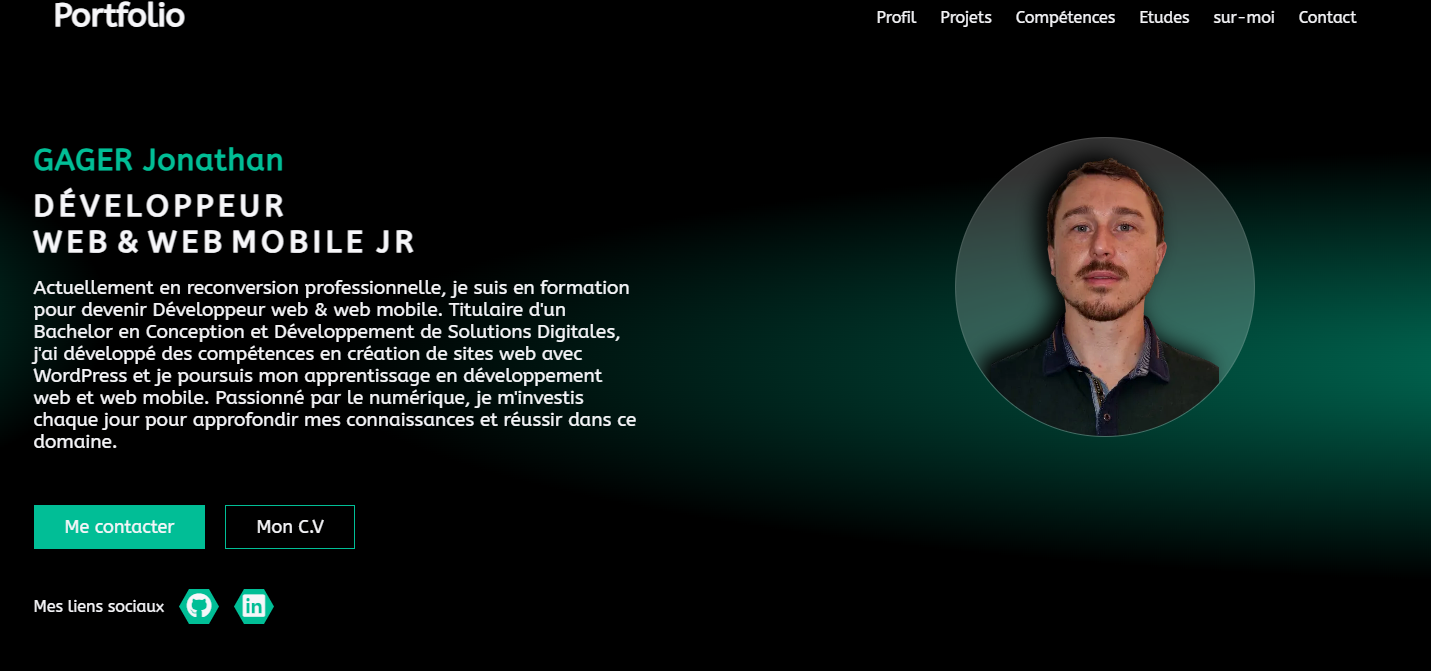 Portfolio
Profil Projets Compétences Etudes sur-moi Contact
GAGER Jonathan
DÉVELOPPEUR
WEB & WEB MOBILE JR
Actuellement en reconversion professionnelle, je suis en formation
pour devenir Développeur web & web mobile. Titulaire d'un
Bachelor en Conception et Développement de Solutions Digitales,
j'ai développé des compétences en création de sites web avec
WordPress et je poursuis mon apprentissage en développement
web et web mobile. Passionné par le numérique, je m'investis
chaque jour pour approfondir mes connaissances et réussir dans ce
domaine.
Me contacter Mon C.V
Mes liens sociaux in